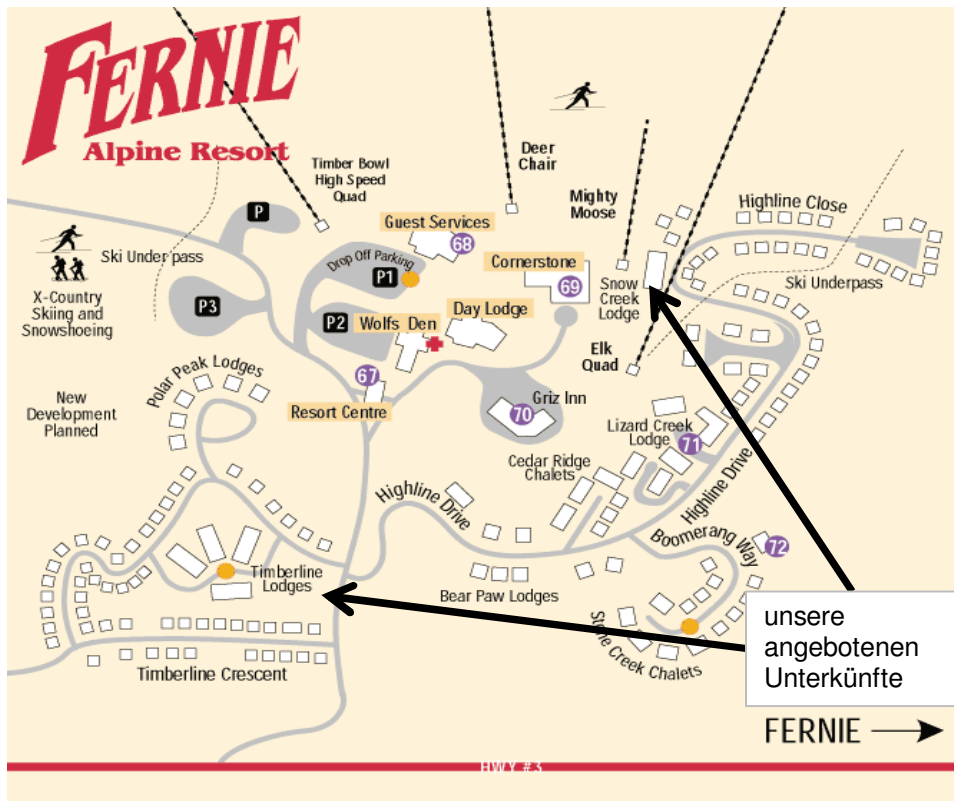 FERNIE
Alpine Resort
Timber Bowl
High Speed
Quad
Deer
Chair
Mighty
Moose
Highline Close
P
Guest Services
68
Ski Underpass
Drop Off Parking
P1
Cornerstone
69
Snow
Creek
Lodge
Ski Underpass
X-Country
Skiing and
Snowshoeing
P3
P2
Wolfs Den
Day Lodge
Elk
Quad
Polar Peak Lodges
67
Resort Centre
New
Development
Planned
70
Griz Inn
Lizard Creek
Lodge
71
Cedar Ridge
Chalets
Highline Drive
Highline Drive
Boomerang Way
72
Timberline
Lodges
Bear Paw Lodges
Stone Creek Chalets
Timberline Crescent
unsere
angebotenen
Unterkünfte
FERNIE
HWY #3